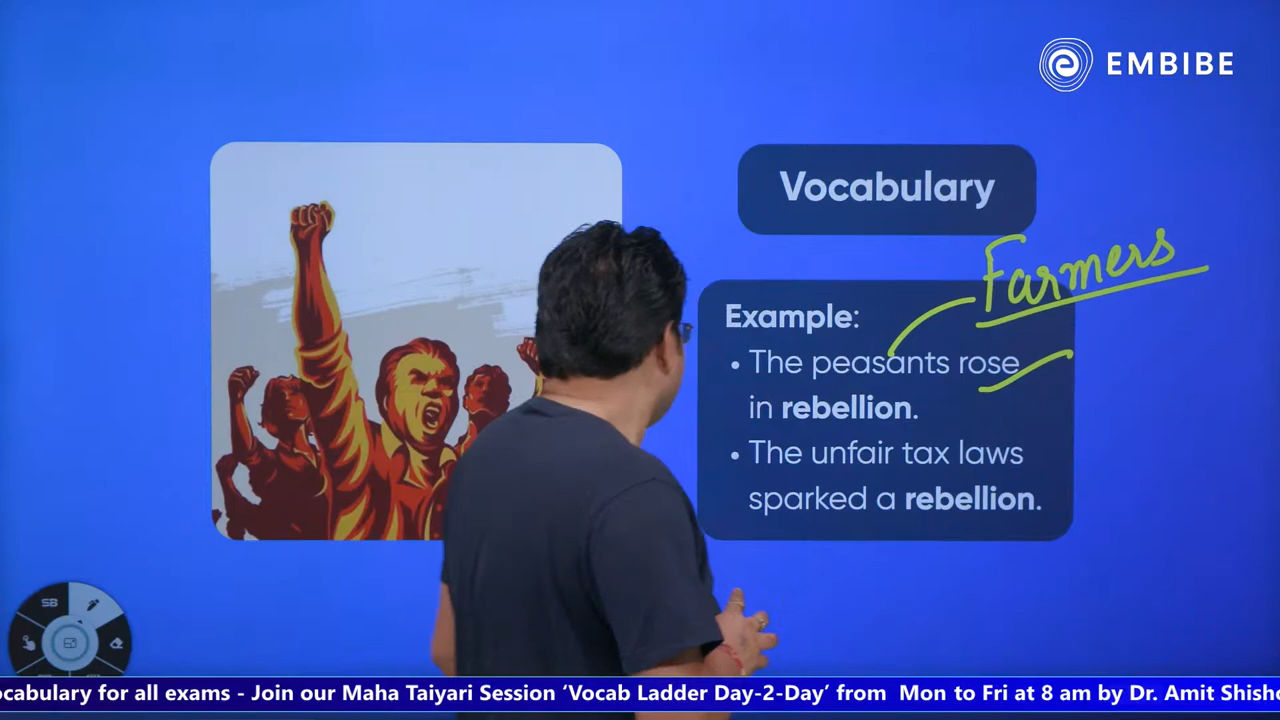 EMBIBE
Vocabulary
Farmers
Example:
• The peasants rose
in rebellion.
• The unfair tax laws
sparked a rebellion.
SB
ocabulary for all exams - Join our Maha Taiyari Session ‘Vocab Ladder Day-2-Day’ from Mon to Fri at 8 am by Dr. Amit Shisho